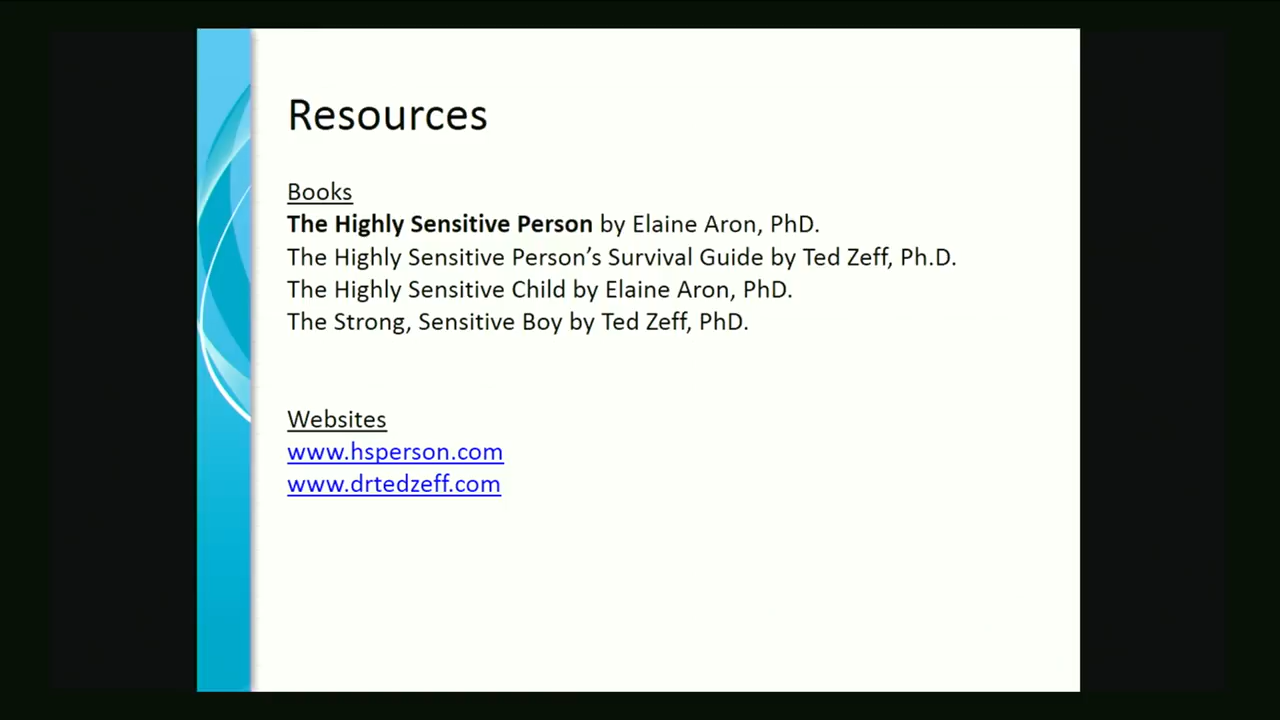 Resources
Books
The Highly Sensitive Person by Elaine Aron, PhD.
The Highly Sensitive Person’s Survival Guide by Ted Zeff, Ph.D.
The Highly Sensitive Child by Elaine Aron, PhD.
The Strong, Sensitive Boy by Ted Zeff, PhD.
Websites
www.hsperson.com
www.drtedzeff.com